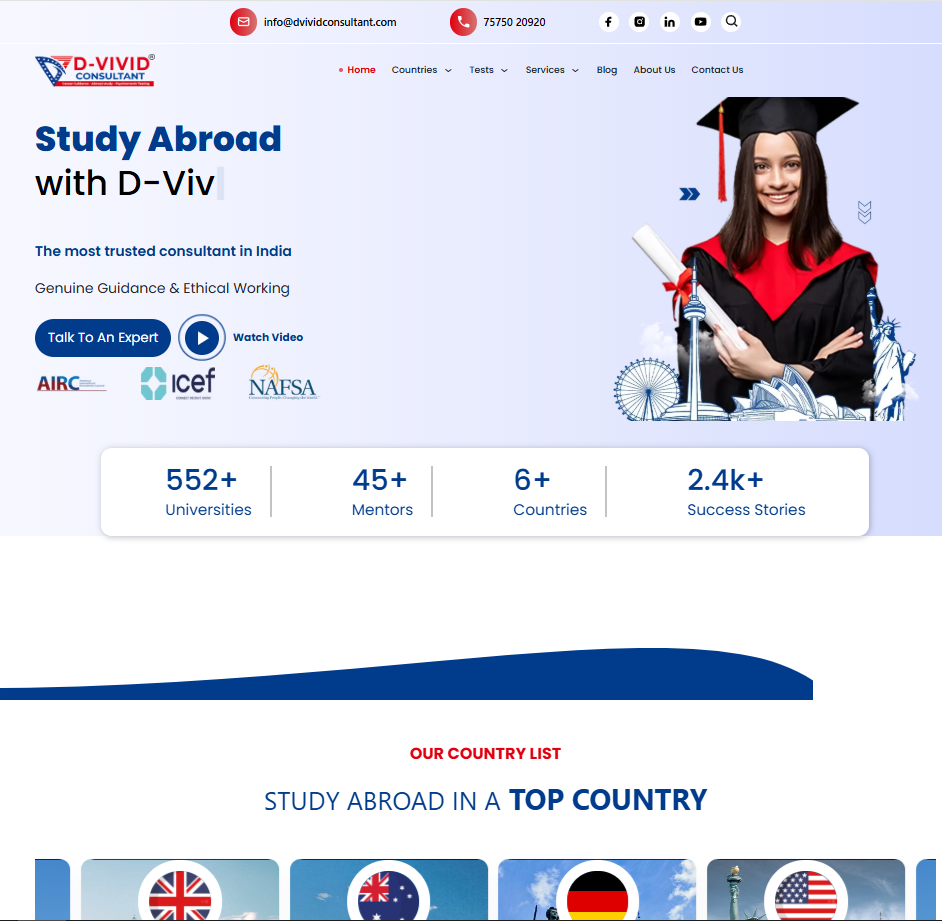 info@dvividconsultant.com
75750 20920
D-VIVID®
CONSULTANT
Home
Countries
Tests
Services
Blog
About Us
Contact Us
Study Abroad
with D-Viv
The most trusted consultant in India
Genuine Guidance & Ethical Working
Talk To An Expert
Watch Video
AIRC
icef
NAFSA
552+
Universities
45+
Mentors
6+
Countries
2.4k+
Success Stories
OUR COUNTRY LIST
STUDY ABROAD IN A TOP COUNTRY